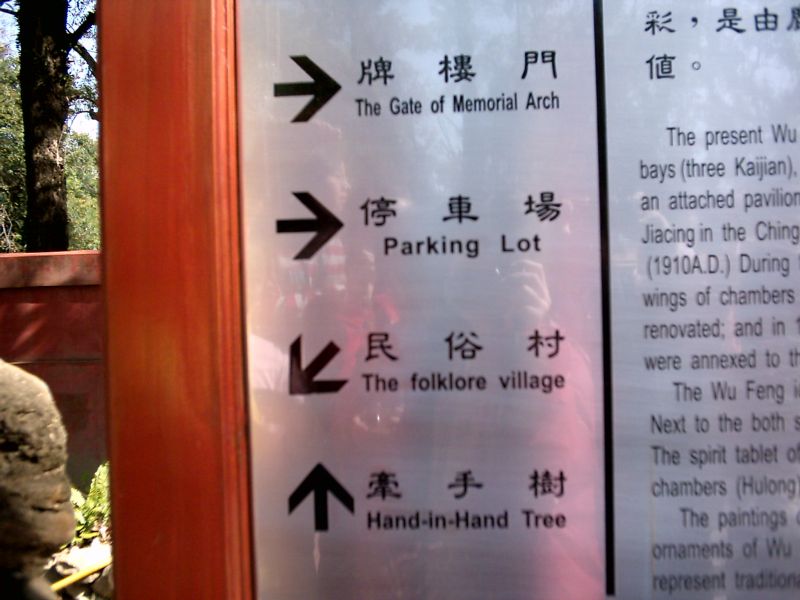 牌樓門
The Gate of Memorial Arch
停車場
Parking Lot
民俗村
The folklore village
牽手樹
Hand-in-Hand Tree
彩，是由
值。
The present Wu
bays (three Kaijian),
an attached pavilion
Jiacing in the Ching
(1910A.D.) During
wings of chambers
renovated; and in
were annexed to
The Wu Feng
Next to the both
The spirit tablet of
chambers (Hulong)
The paintings
ornaments of Wu
represent traditional